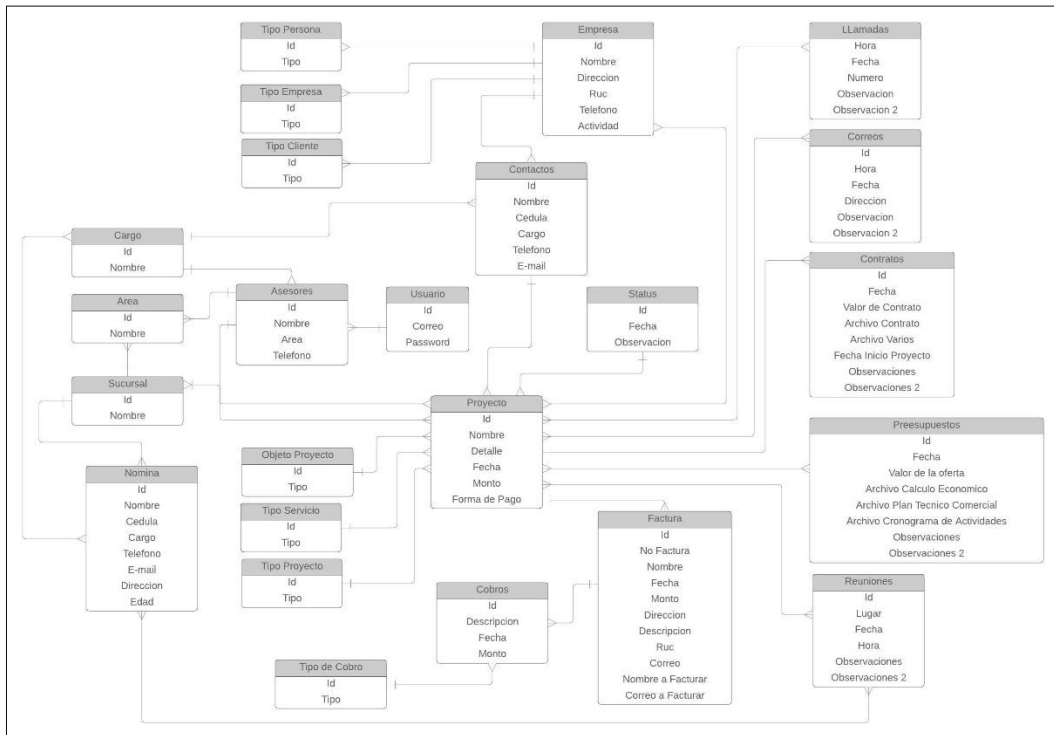 Tipo Persona
Id
Tipo
Tipo Empresa
Id
Tipo
Tipo Cliente
Id
Tipo
Empresa
Id
Nombre
Direccion
Ruc
Telefono
Actividad
LLamadas
Hora
Fecha
Numero
Observacion
Observacion 2
Correos
Id
Hora
Fecha
Direccion
Observacion
Observacion 2
Contactos
Id
Nombre
Cedula
Cargo
Telefono
E-mail
Cargo
Id
Nombre
Area
Id
Nombre
Sucursal
Id
Nombre
Asesores
Id
Nombre
Area
Telefono
Usuario
Id
Correo
Password
Status
Id
Fecha
Observacion
Contratos
Id
Fecha
Valor de Contrato
Archivo Contrato
Archivo Varios
Fecha Inicio Proyecto
Observaciones
Observaciones 2
Proyecto
Id
Nombre
Detalle
Fecha
Monto
Forma de Pago
Preesupuestos
Id
Fecha
Valor de la oferta
Archivo Calculo Economico
Archivo Plan Tecnico Comercial
Archivo Cronograma de Actividades
Observaciones
Observaciones 2
Nomina
Id
Nombre
Cedula
Cargo
Telefono
E-mail
Direccion
Edad
Objeto Proyecto
Id
Tipo
Tipo Servicio
Id
Tipo
Tipo Proyecto
Id
Tipo
Factura
Id
No Factura
Nombre
Fecha
Monto
Direccion
Descripcion
Ruc
Correo
Nombre a Facturar
Correo a Facturar
Cobros
Id
Descripcion
Fecha
Monto
Tipo de Cobro
Id
Tipo
Reuniones
Id
Lugar
Fecha
Hora
Observaciones
Observaciones 2